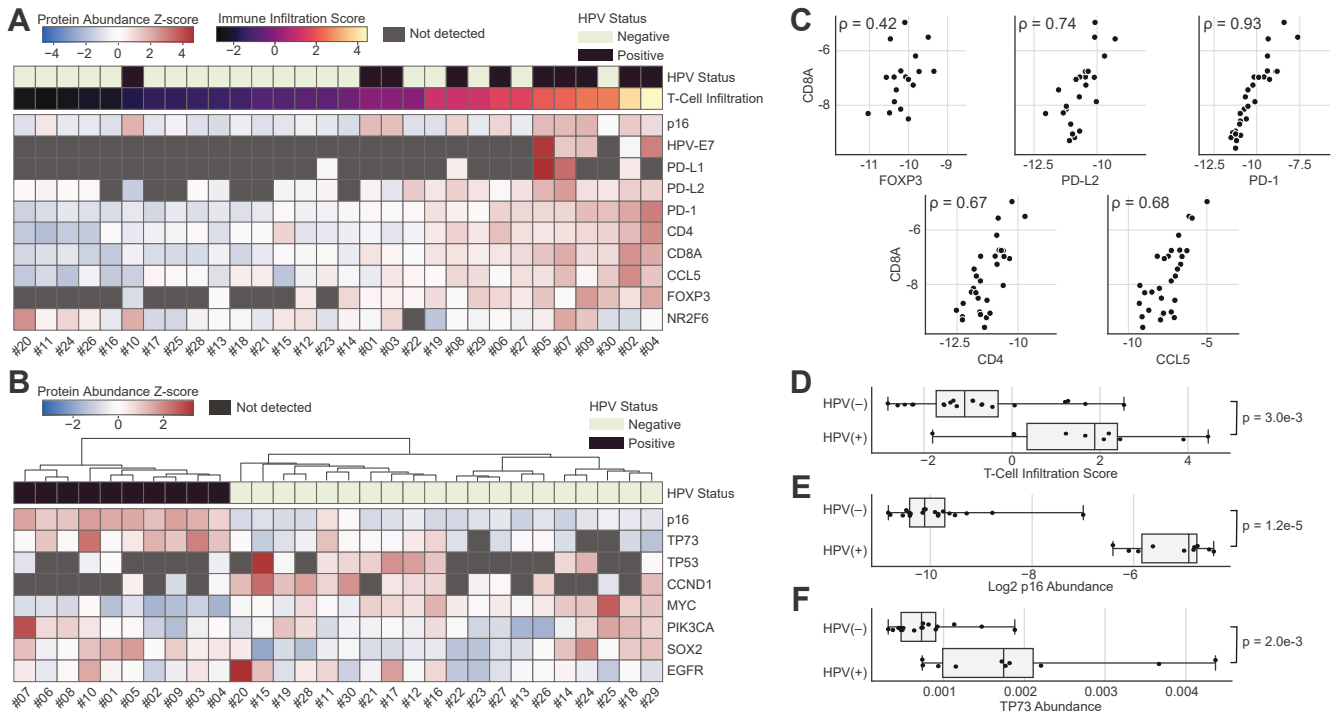 A
Protein Abundance Z-score
−4 −2 0 2 4
Immune Infiltration Score
−2 0 2 4
Not detected
HPV Status
Negative
Positive
HPV Status
T-Cell Infiltration
p16
HPV-E7
PD-L1
PD-L2
PD-1
CD4
CD8A
CCL5
FOXP3
NR2F6
#20 #11 #24 #26 #16 #10 #17 #25 #28 #13 #18 #21 #15 #12 #23 #14 #01 #03 #22 #19 #08 #29 #06 #27 #05 #07 #09 #30 #02 #04
B
Protein Abundance Z-score
−2 0 2
Not detected
HPV Status
Negative
Positive
HPV Status
p16
TP73
TP53
CCND1
MYC
PIK3CA
SOX2
EGFR
#07 #06 #08 #10 #01 #05 #02 #09 #03 #04 #20 #15 #19 #28 #11 #30 #21 #17 #12 #16 #22 #23 #27 #13 #26 #14 #24 #25 #18 #29
C
ρ = 0.42
CD8A
-6
-8
-11 -10 -9
FOXP3
ρ = 0.74
-12.5 -10
PD-L2
ρ = 0.93
-10 -7.5
PD-1
ρ = 0.67
CD8A
-6
-8
-12.5 -10
CD4
ρ = 0.68
-10 -5
CCL5
D
HPV(−)
HPV(+)
p = 3.0e-3
−2 0 2 4
T-Cell Infiltration Score
E
HPV(−)
HPV(+)
p = 1.2e-5
−10 −8 −6
Log2 p16 Abundance
F
HPV(−)
HPV(+)
p = 2.0e-3
0.001 0.002 0.003 0.004
TP73 Abundance